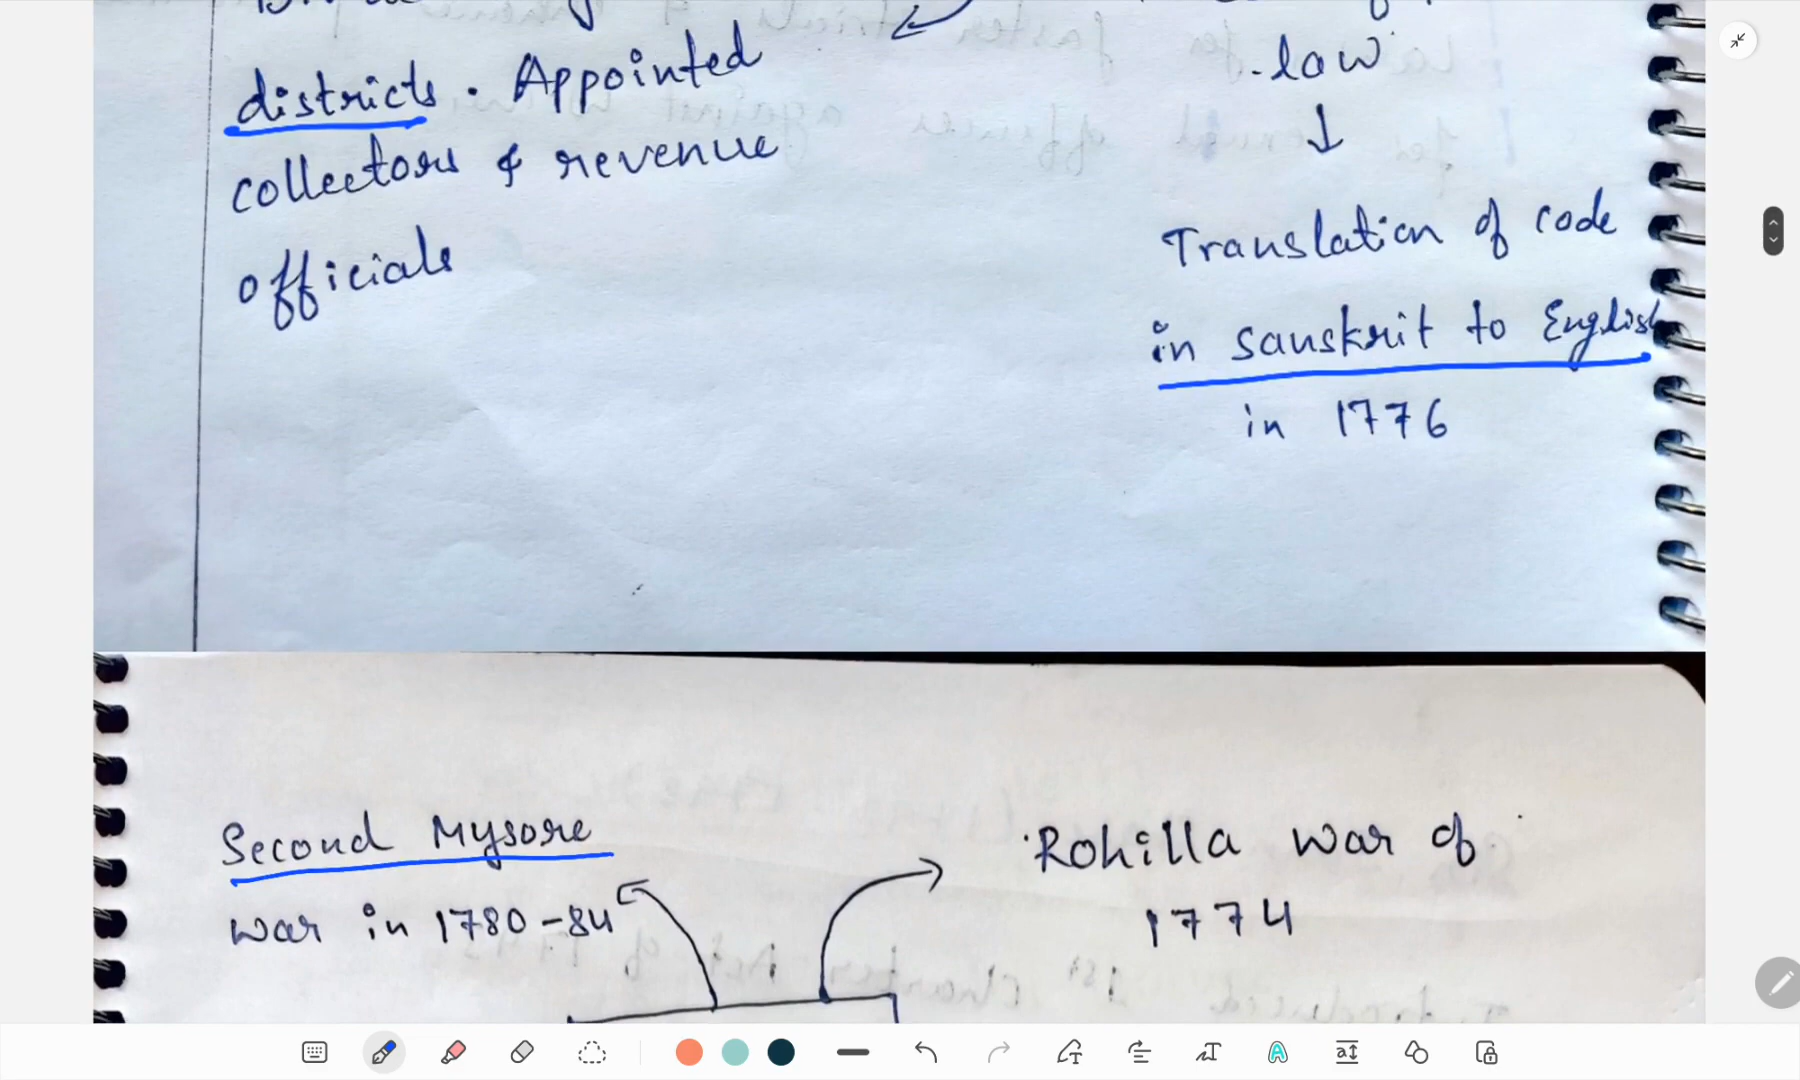 districts. Appointed
collectors & revenue
officials
law
Translation of code
in sanskrit to English
in 1776
Second Mysore
war in 1780-84
Rohilla war of
1774